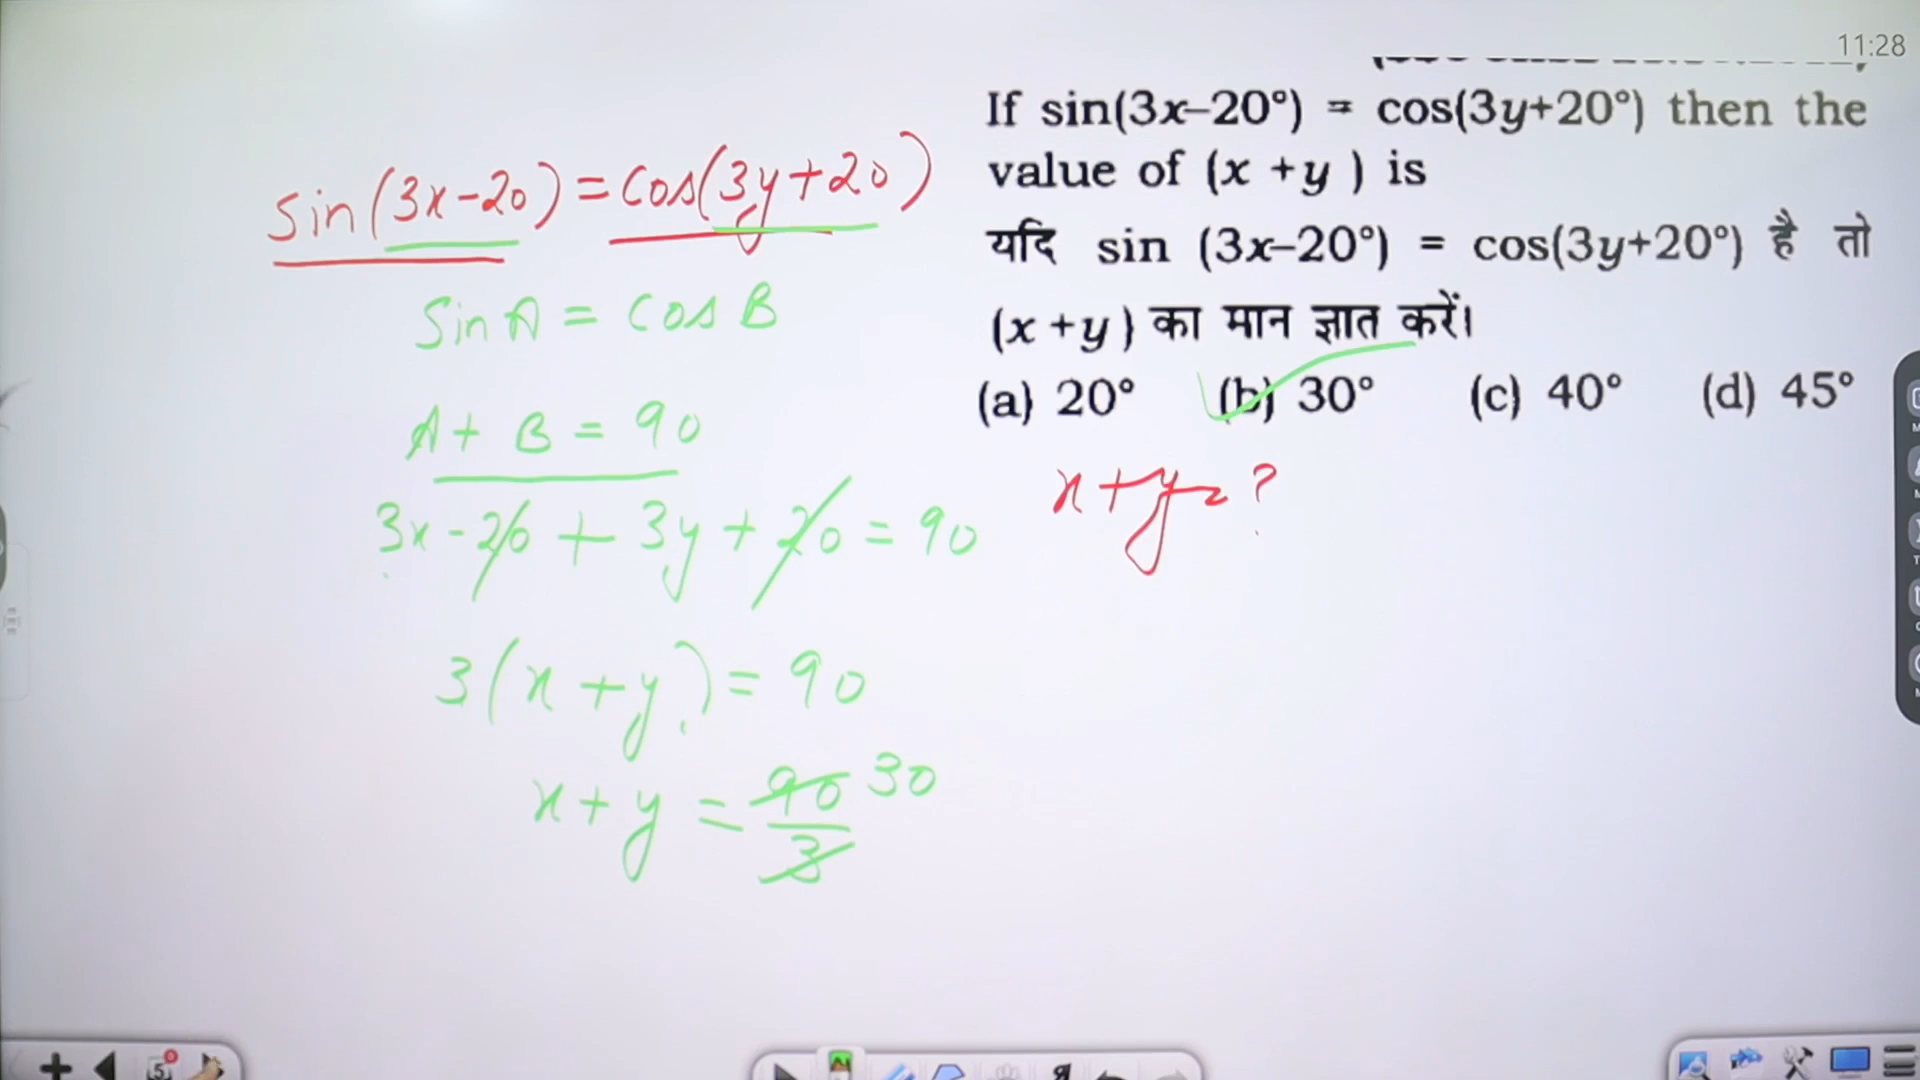 11:28
If sin(3x–20°) = cos(3y+20°) then the
value of (x +y ) is
यदि sin (3x–20°) = cos(3y+20°) है तो
(x +y ) का मान ज्ञात करें।
(a) 20° (b) 30° (c) 40° (d) 45°
x+y=?
sin(3x-20)=cos(3y+20)
Sin A = cos B
A + B = 90
3x - 20 + 3y + 20 = 90
3(x + y) = 90
x + y = 90/3 30